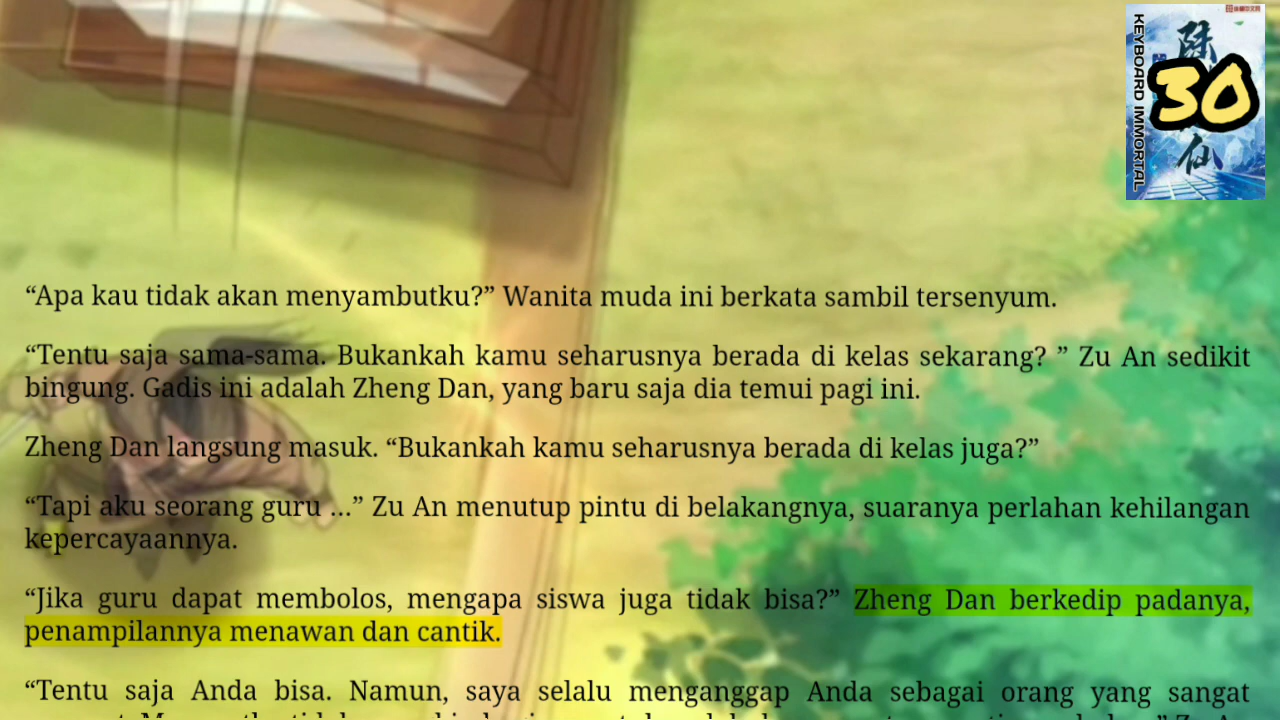 KEYBOARD IMMORTAL
30
仙
“Apa kau tidak akan menyambutku?” Wanita muda ini berkata sambil tersenyum.
“Tentu saja sama-sama. Bukankah kamu seharusnya berada di kelas sekarang? ” Zu An sedikit
bingung. Gadis ini adalah Zheng Dan, yang baru saja dia temui pagi ini.
Zheng Dan langsung masuk. “Bukankah kamu seharusnya berada di kelas juga?”
“Tapi aku seorang guru ...” Zu An menutup pintu di belakangnya, suaranya perlahan kehilangan
kepercayaannya.
“Jika guru dapat membolos, mengapa siswa juga tidak bisa?” Zheng Dan berkedip padanya,
penampilannya menawan dan cantik.
“Tentu saja Anda bisa. Namun, saya selalu menganggap Anda sebagai orang yang sangat